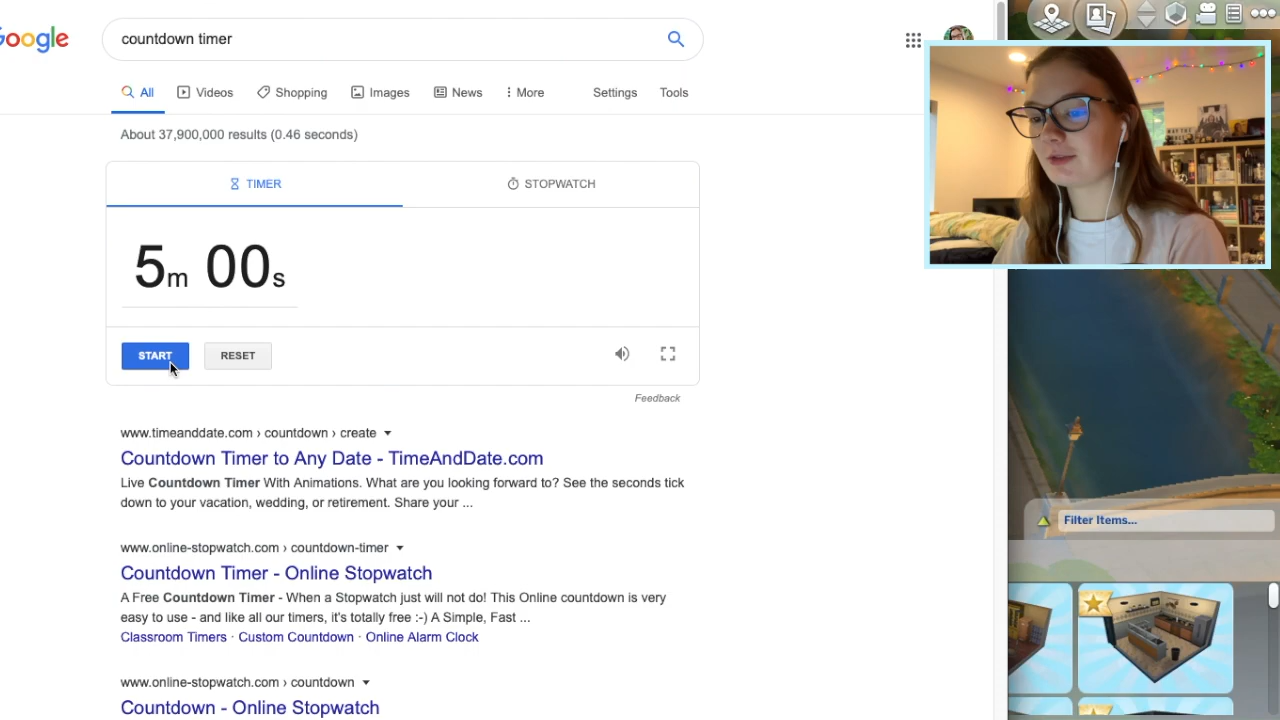 Google
countdown timer
All Videos Shopping Images News More Settings Tools
About 37,900,000 results (0.46 seconds)
TIMER STOPWATCH
5m 00s
START RESET
Feedback
www.timeanddate.com › countdown › create
Countdown Timer to Any Date - TimeAndDate.com
Live Countdown Timer With Animations. What are you looking forward to? See the seconds tick
down to your vacation, wedding, or retirement. Share your ...
www.online-stopwatch.com › countdown-timer
Countdown Timer - Online Stopwatch
A Free Countdown Timer - When a Stopwatch just will not do! This Online countdown is very
easy to use - and like all our timers, it's totally free :-) A Simple, Fast ...
Classroom Timers · Custom Countdown · Online Alarm Clock
www.online-stopwatch.com › countdown
Countdown - Online Stopwatch
Filter Items...